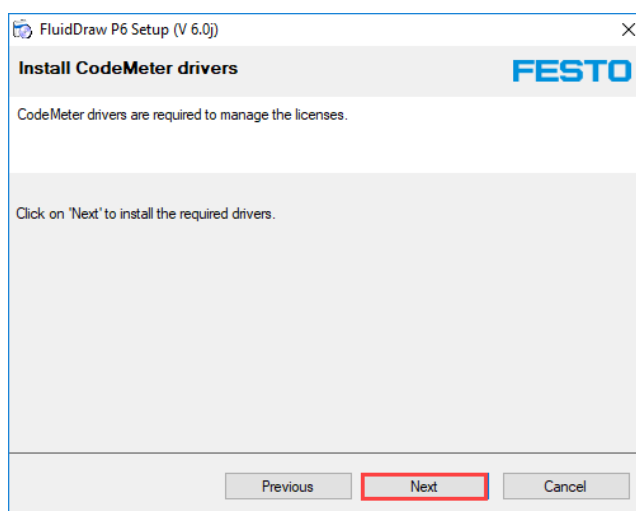 FluidDraw P6 Setup (V 6.0j)
Install CodeMeter drivers
FESTO
CodeMeter drivers are required to manage the licenses.
Click on 'Next' to install the required drivers.
Previous
Next
Cancel